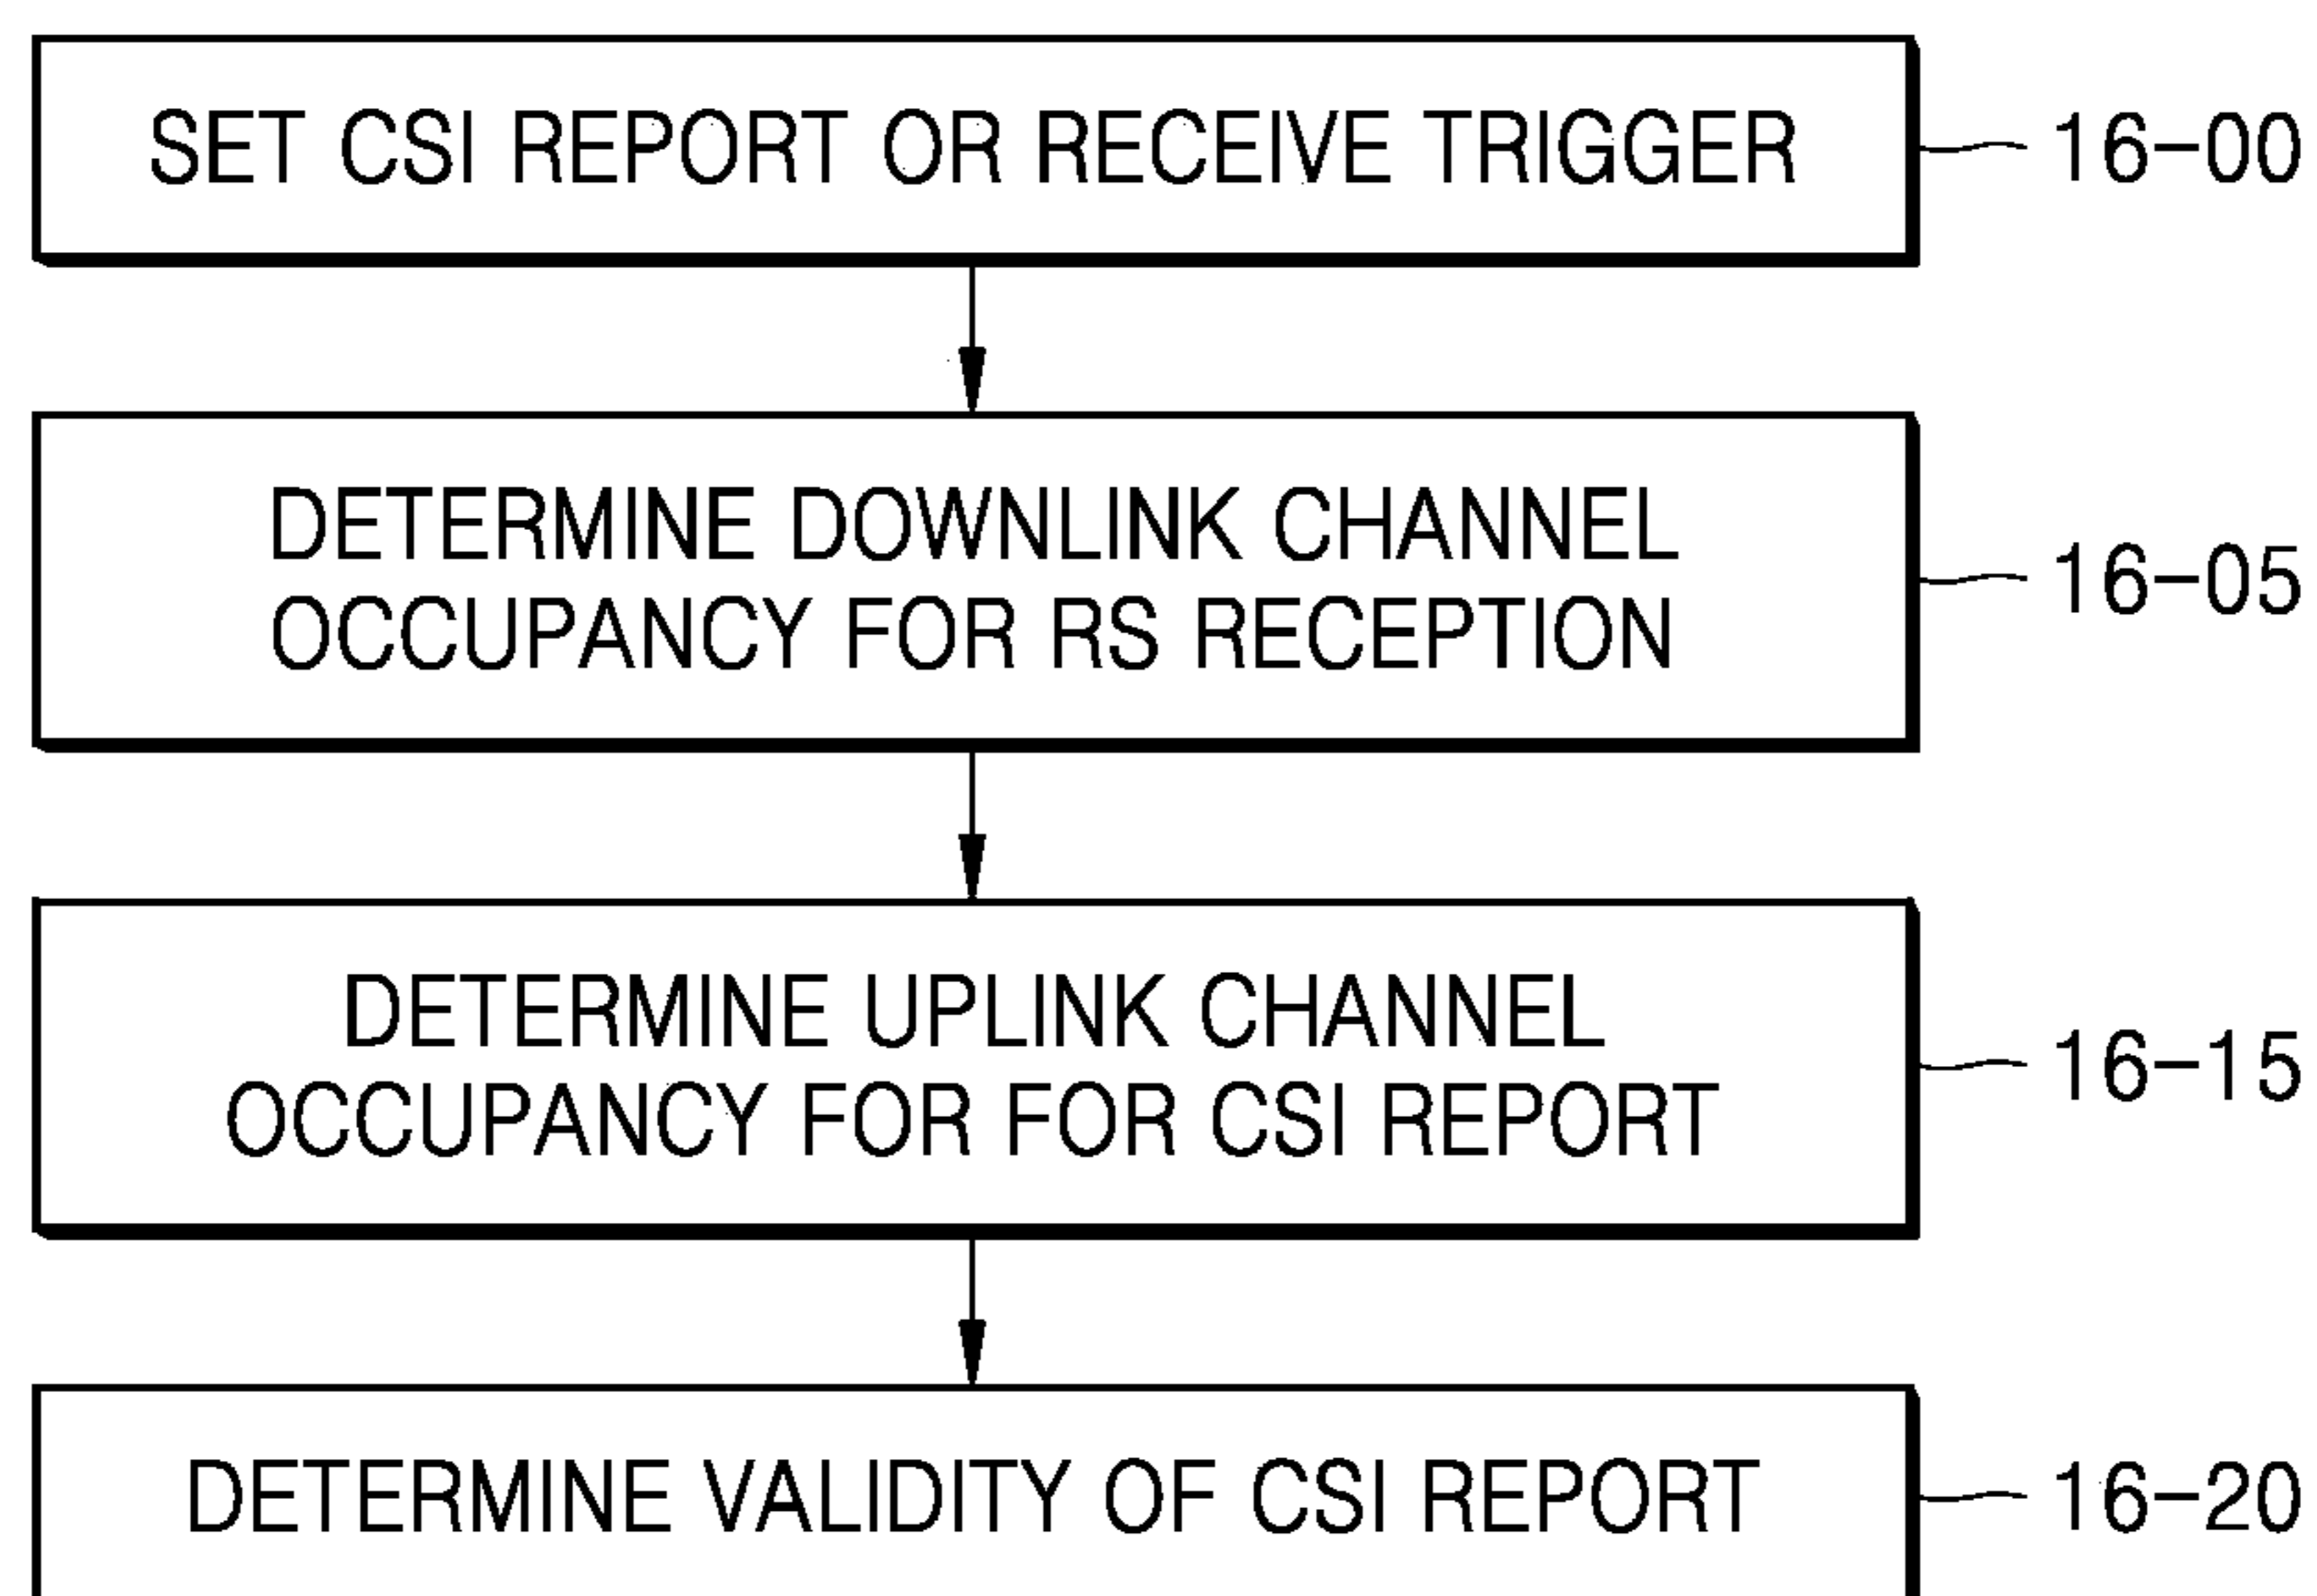 SET CSI REPORT OR RECEIVE TRIGGER
16-00
DETERMINE DOWNLINK CHANNEL
OCCUPANCY FOR RS RECEPTION
16-05
DETERMINE UPLINK CHANNEL
OCCUPANCY FOR FOR CSI REPORT
16-15
DETERMINE VALIDITY OF CSI REPORT
16-20